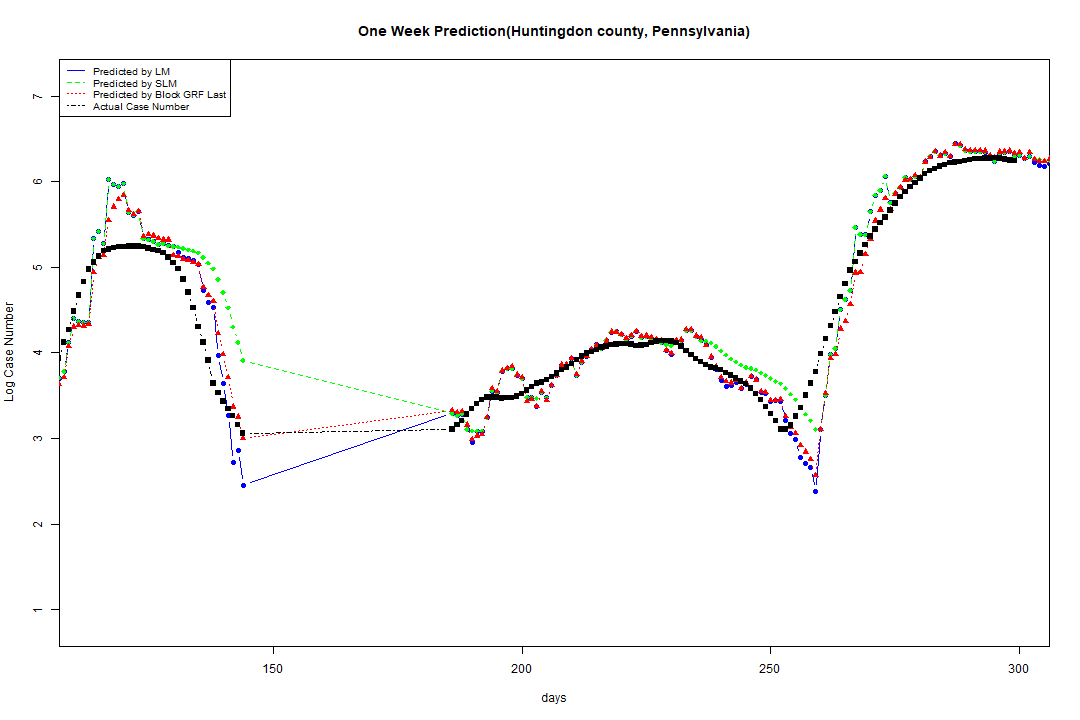 One Week Prediction(Huntingdon county, Pennsylvania)
Predicted by LM
Predicted by SLM
Predicted by Block GRF Last
Actual Case Number
7
6
5
4
3
2
1
Log Case Number
150 200 250 300
days